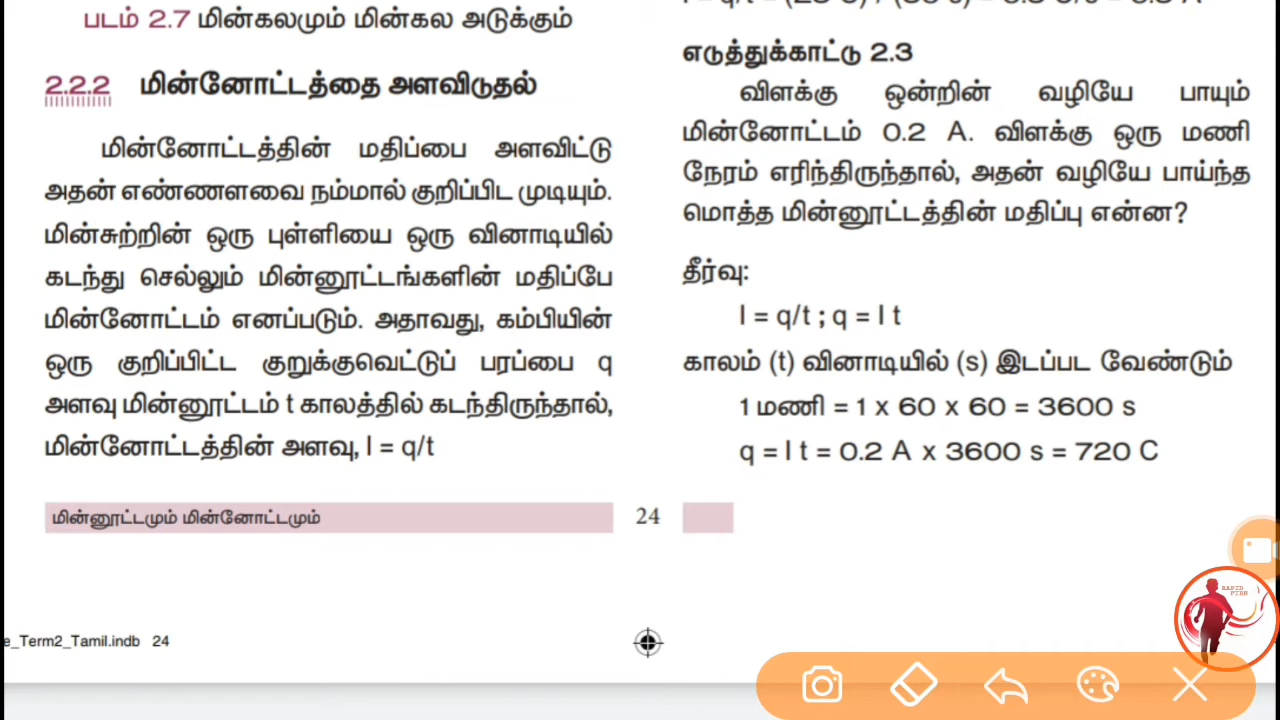 படம் 2.7 மின்கலமும் மின்கல அடுக்கும்
2.2.2 மின்னோட்டத்தை அளவிடுதல்
மின்னோட்டத்தின் மதிப்பை அளவிட்டு
அதன் எண்ணளவை நம்மால் குறிப்பிட முடியும்.
மின்சுற்றின் ஒரு புள்ளியை ஒரு வினாடியில்
கடந்து செல்லும் மின்னூட்டங்களின் மதிப்பே
மின்னோட்டம் எனப்படும். அதாவது, கம்பியின்
ஒரு குறிப்பிட்ட குறுக்குவெட்டுப் பரப்பை q
அளவு மின்னூட்டம் t காலத்தில் கடந்திருந்தால்,
மின்னோட்டத்தின் அளவு, I = q/t
எடுத்துக்காட்டு 2.3
விளக்கு ஒன்றின் வழியே பாயும்
மின்னோட்டம் 0.2 A. விளக்கு ஒரு மணி
நேரம் எரிந்திருந்தால், அதன் வழியே பாய்ந்த
மொத்த மின்னூட்டத்தின் மதிப்பு என்ன?
தீர்வு:
I = q/t ; q = I t
காலம் (t) வினாடியில் (s) இடப்பட வேண்டும்
1 மணி = 1 x 60 x 60 = 3600 s
q = I t = 0.2 A x 3600 s = 720 C
மின்னூட்டமும் மின்னோட்டமும்
24
e_Term2_Tamil.indb 24
RAPID